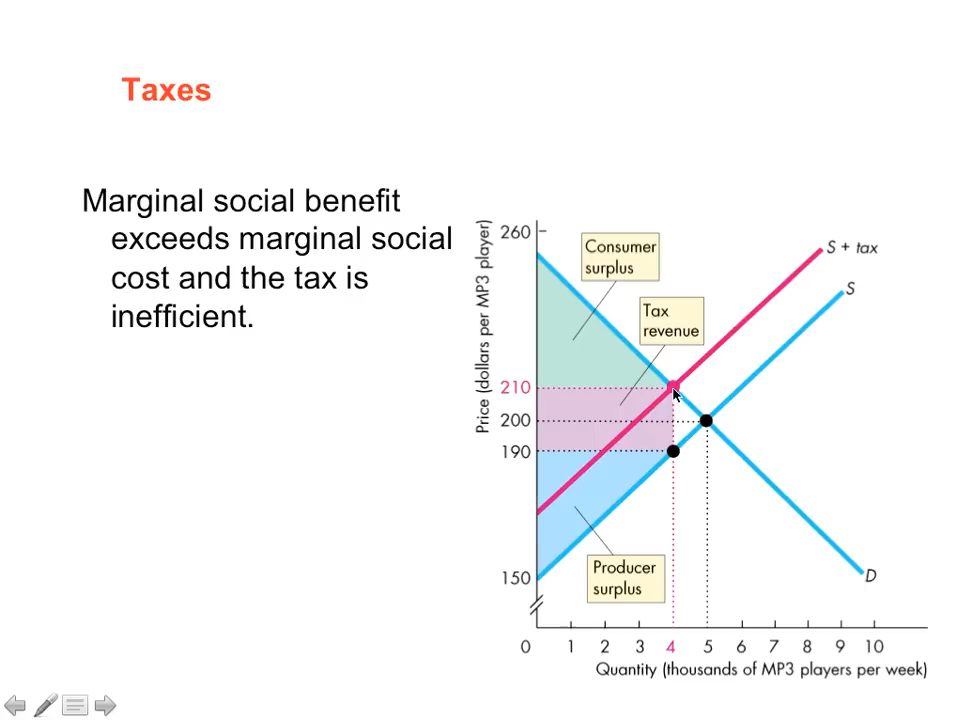 Taxes
Marginal social benefit
exceeds marginal social
cost and the tax is
inefficient.
Price (dollars per MP3 player)
260
210
200
190
150
Consumer
surplus
Tax
revenue
Producer
surplus
S + tax
S
D
0 1 2 3 4 5 6 7 8 9 10
Quantity (thousands of MP3 players per week)